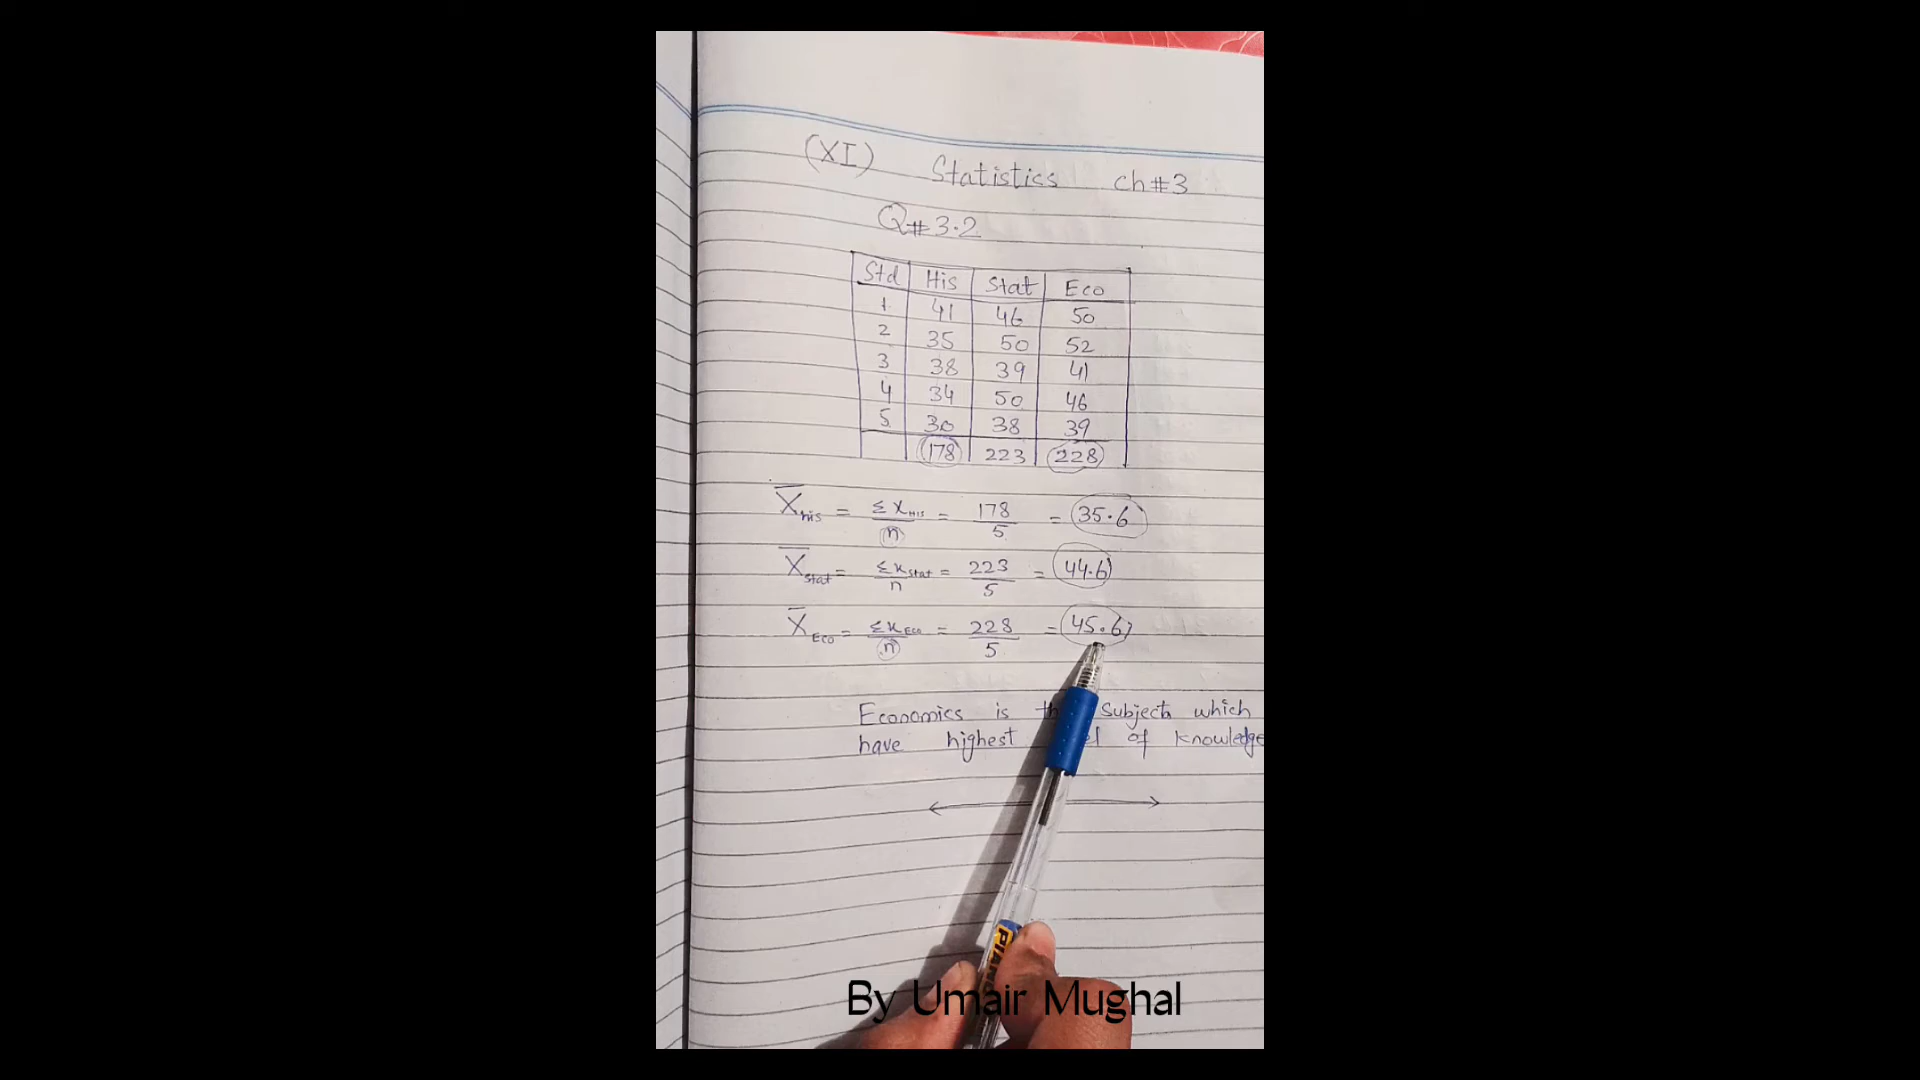 (XI) Statistics ch#3
Q#3.2
Std His Stat Eco
1 41 46 50
2 35 50 52
3 38 39 41
4 34 50 46
5 30 38 39
178 223 228
X̄his = ΣXHIS/n = 178/5 = 35.6
X̄stat = Σxstat/n = 223/5 = 44.6
X̄Eco = ΣxEco/n = 228/5 = 45.6
Economics is th subject which
have highest of knowledge
PIANO
By Umair Mughal